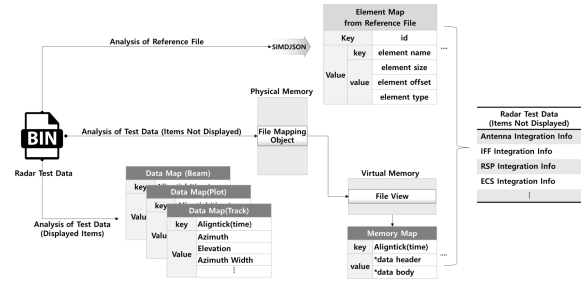 Element Map
from Reference File
Key
id
Value
key
element name
value
element size
element offset
element type
....
Analysis of Reference File
SIMDJSON
Physical Memory
File Mapping
Object
BIN
Analysis of Test Data (Items Not Displayed)
Radar Test Data
Radar Test Data
(Items Not Displayed)
Antenna Integration Info
IFF Integration Info
RSP Integration Info
ECS Integration Info
⋮
Virtual Memory
File View
Analysis of Test Data
(Displayed Items)
Data Map (Beam)
key
Value
Data Map(Plot)
key
Value
Data Map(Track)
key
Aligntick(time)
Value
Azimuth
Elevation
Azimuth Width
⋮
Memory Map
key
Aligntick(time)
value
*data header
*data body
....